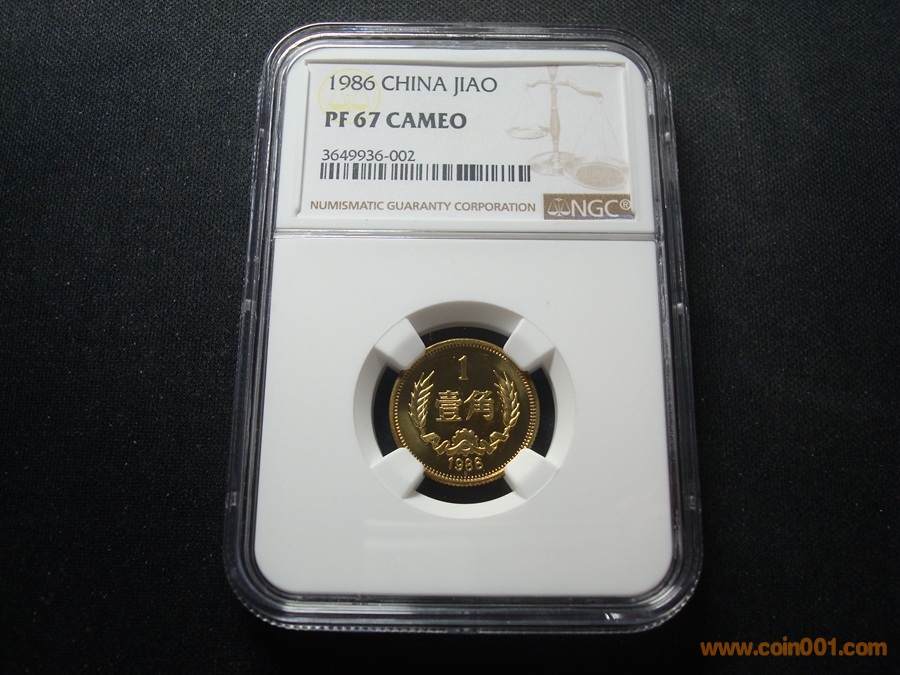 1986 CHINA JIAO
PF 67 CAMEO
3649936-002
NUMISMATIC GUARANTY CORPORATION
NGC®
1
壹角
1986
www.coin001.com